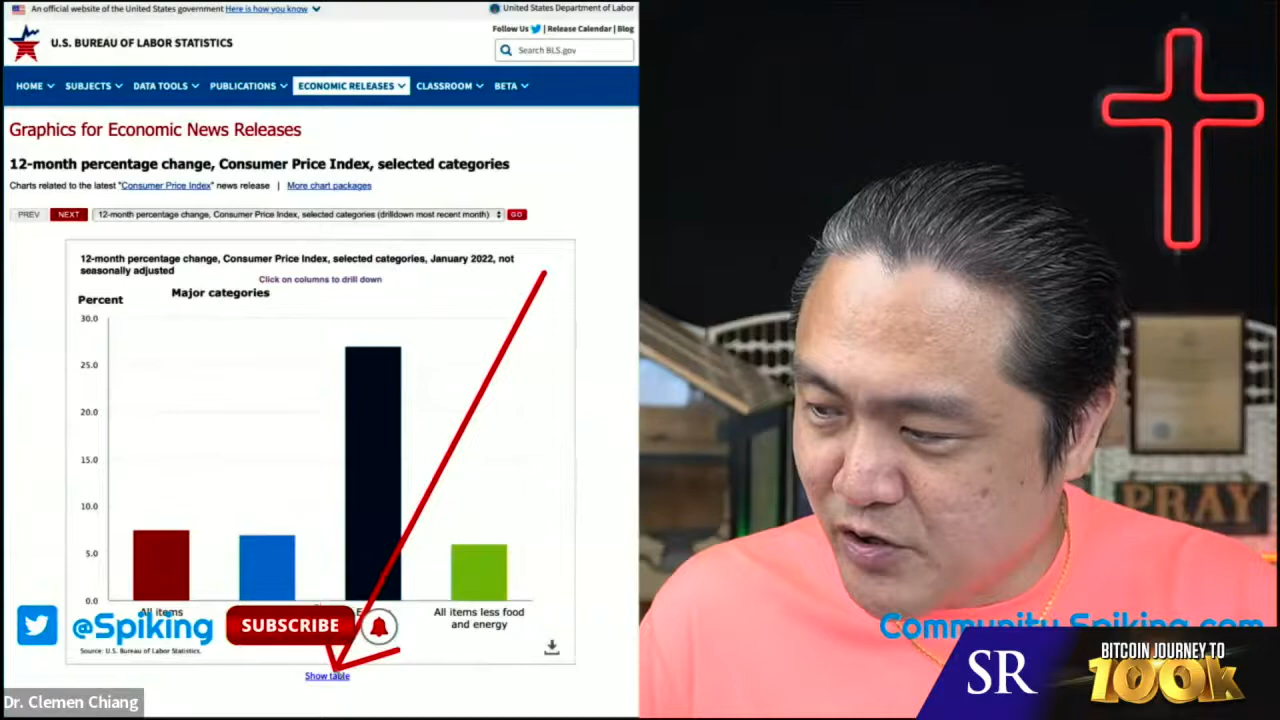 An official website of the United States government Here is how you know
United States Department of Labor
Follow Us | Release Calendar | Blog
U.S. BUREAU OF LABOR STATISTICS
Search BLS.gov
HOME SUBJECTS DATA TOOLS PUBLICATIONS ECONOMIC RELEASES CLASSROOM BETA
Graphics for Economic News Releases
12-month percentage change, Consumer Price Index, selected categories
Charts related to the latest "Consumer Price Index" news release | More chart packages
PREV NEXT 12-month percentage change, Consumer Price Index, selected categories (drilldown most recent month) GO
12-month percentage change, Consumer Price Index, selected categories, January 2022, not
seasonally adjusted
Click on columns to drill down
Major categories
Percent
30.0
25.0
20.0
15.0
10.0
5.0
0.0
All items
All items less food
and energy
@Spiking
SUBSCRIBE
Source: U.S. Bureau of Labor Statistics.
Show table
Dr. Clemen Chiang
PRAY
Community.Spiking.com
SR
BITCOIN JOURNEY TO
100k